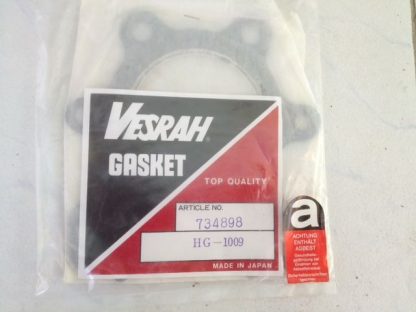 VESRAH
GASKET
TOP QUALITY
ARTICLE NO.
734898
HG-1009
MADE IN JAPAN
a
ACHTUNG
ENTHÄLT
ASBEST